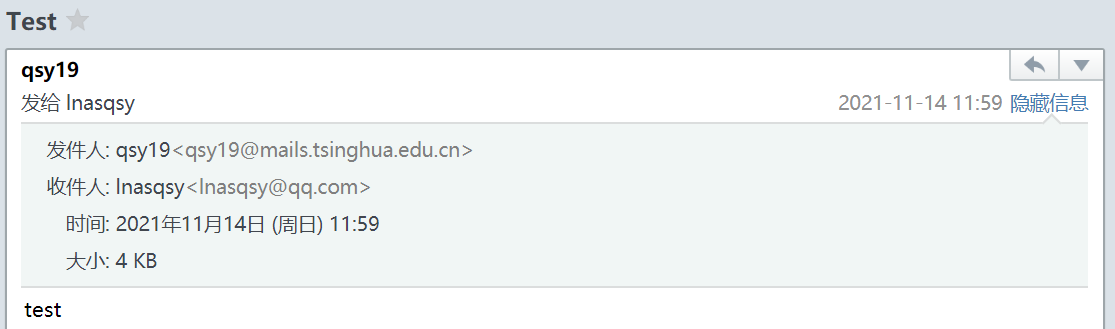 Test
qsy19
发给 lnasqsy
2021-11-14 11:59 隐藏信息
发件人: qsy19<qsy19@mails.tsinghua.edu.cn>
收件人: lnasqsy<lnasqsy@qq.com>
时间: 2021年11月14日 (周日) 11:59
大小: 4 KB
test